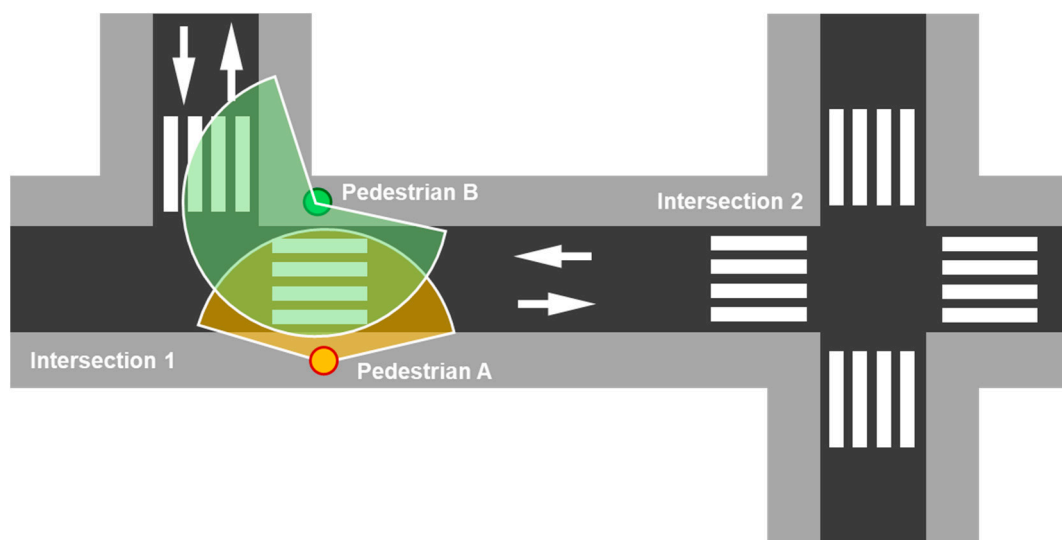 Pedestrian B
Intersection 2
Intersection 1
Pedestrian A